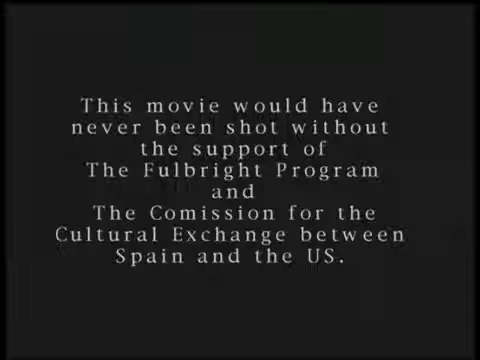 This movie would have
never been shot without
the support of
The Fulbright Program
and
The Comission for the
Cultural Exchange between
Spain and the US.